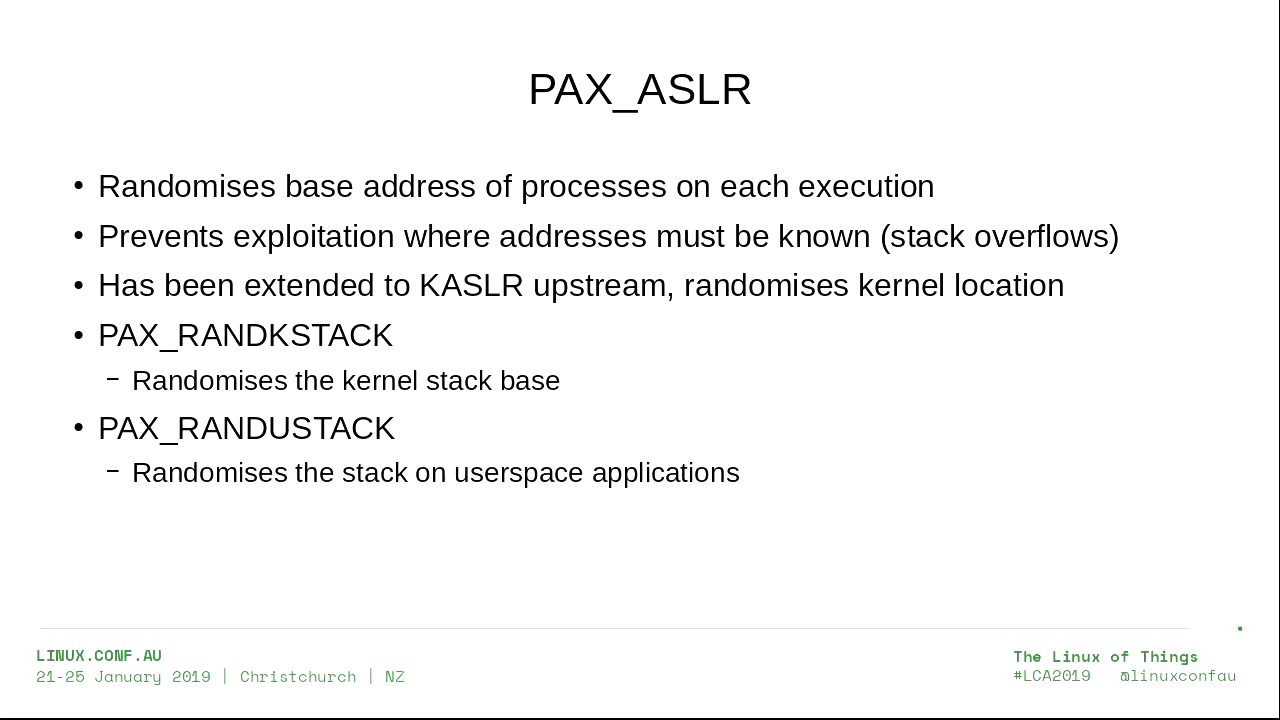 PAX_ASLR
• Randomises base address of processes on each execution
• Prevents exploitation where addresses must be known (stack overflows)
• Has been extended to KASLR upstream, randomises kernel location
• PAX_RANDKSTACK
– Randomises the kernel stack base
• PAX_RANDUSTACK
– Randomises the stack on userspace applications
LINUX.CONF.AU
21-25 January 2019 | Christchurch | NZ
The Linux of Things
#LCA2019 @linuxconfau